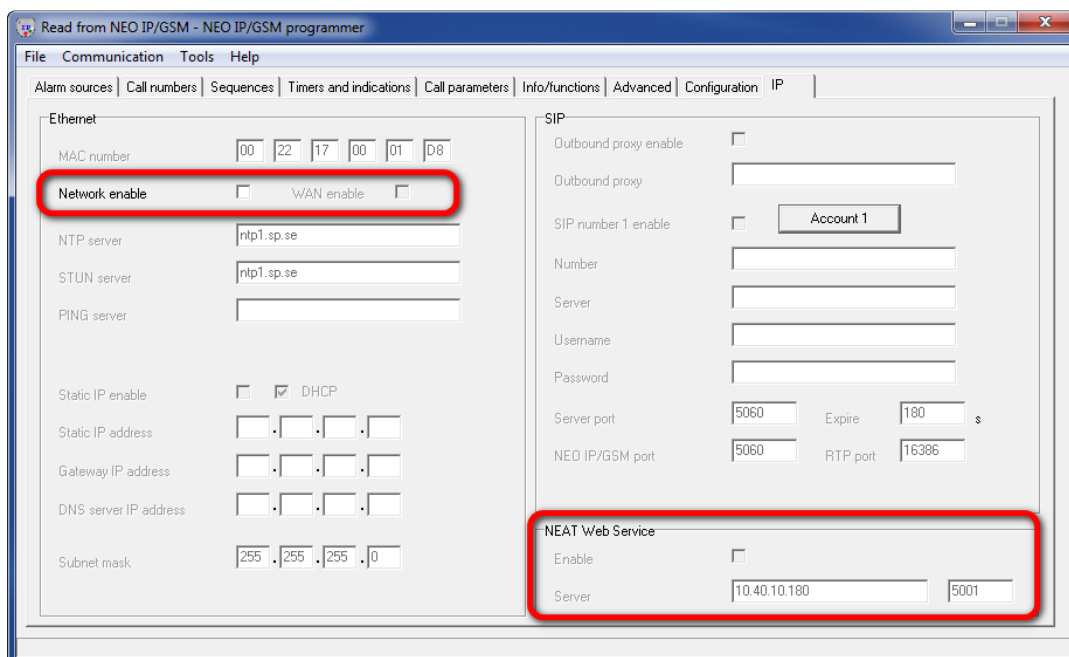 Read from NEO IP/GSM - NEO IP/GSM programmer
File Communication Tools Help
Alarm sources Call numbers Sequences Timers and indications Call parameters Info/functions Advanced Configuration IP
Ethernet
MAC number 00 22 17 00 01 D8
Network enable WAN enable
NTP server ntp1.sp.se
STUN server ntp1.sp.se
PING server
Static IP enable DHCP
Static IP address . . .
Gateway IP address . . .
DNS server IP address . . .
Subnet mask 255 . 255 . 255 . 0
SIP
Outbound proxy enable
Outbound proxy
SIP number 1 enable Account 1
Number
Server
Username
Password
Server port 5060 Expire 180 s
NEO IP/GSM port 5060 RTP port 16386
NEAT Web Service
Enable
Server 10.40.10.180 5001